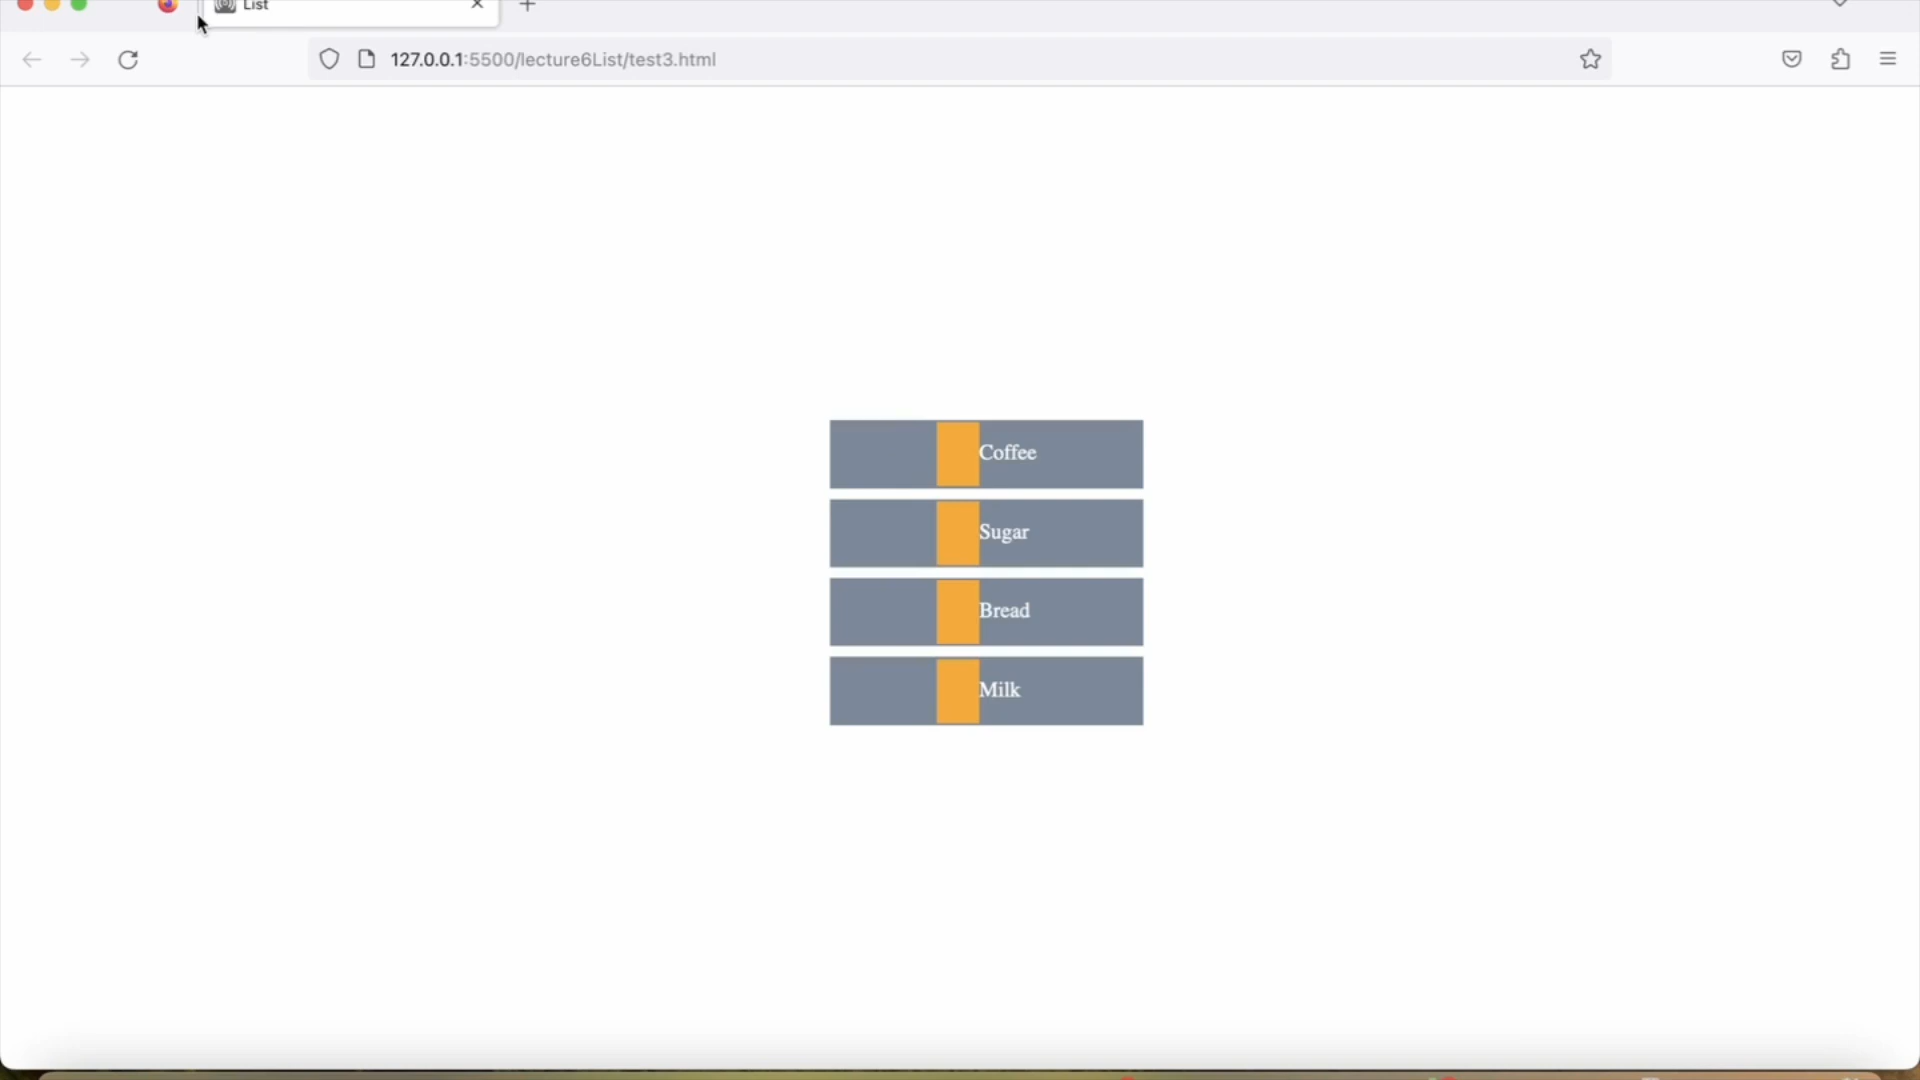 List
127.0.0.1:5500/lecture6List/test3.html
Coffee
Sugar
Bread
Milk